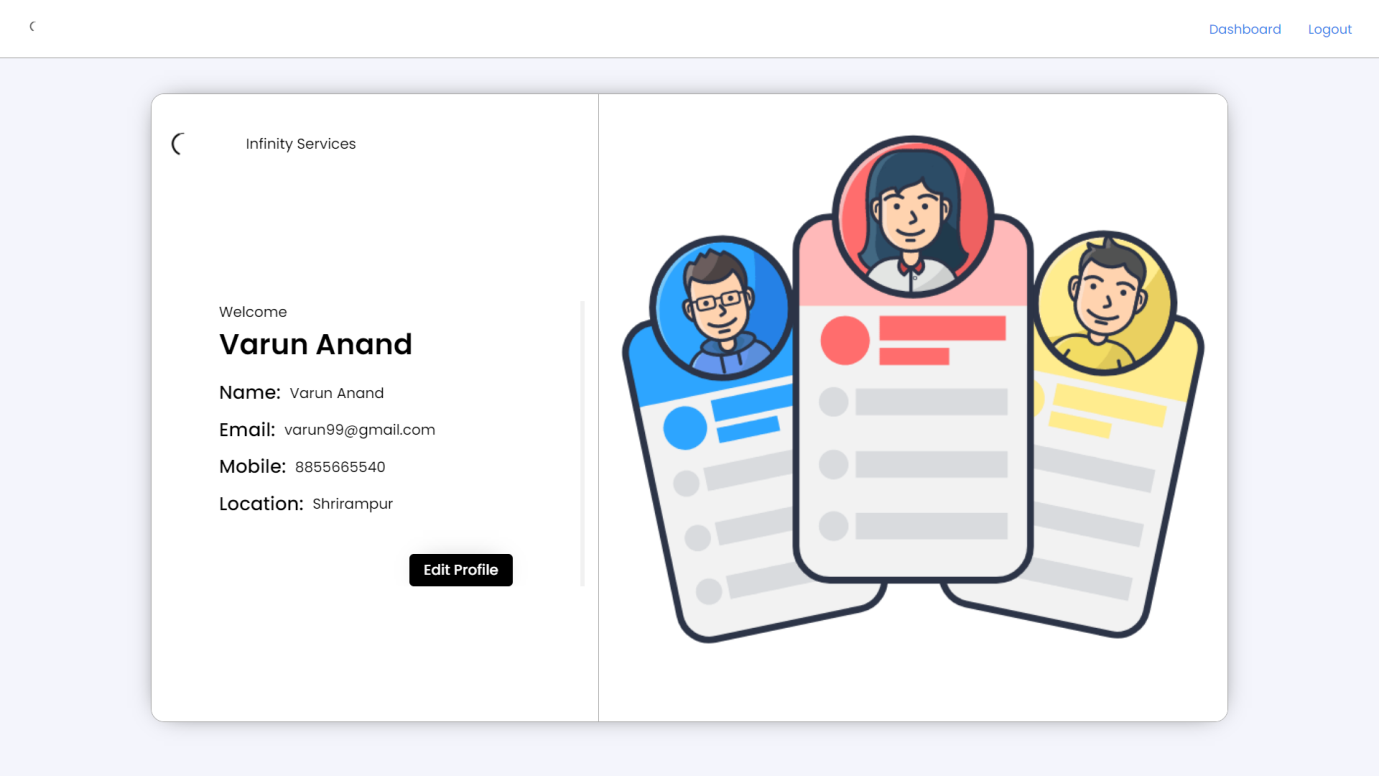 Dashboard Logout
Infinity Services
Welcome
Varun Anand
Name: Varun Anand
Email: varun99@gmail.com
Mobile: 8855665540
Location: Shrirampur
Edit Profile